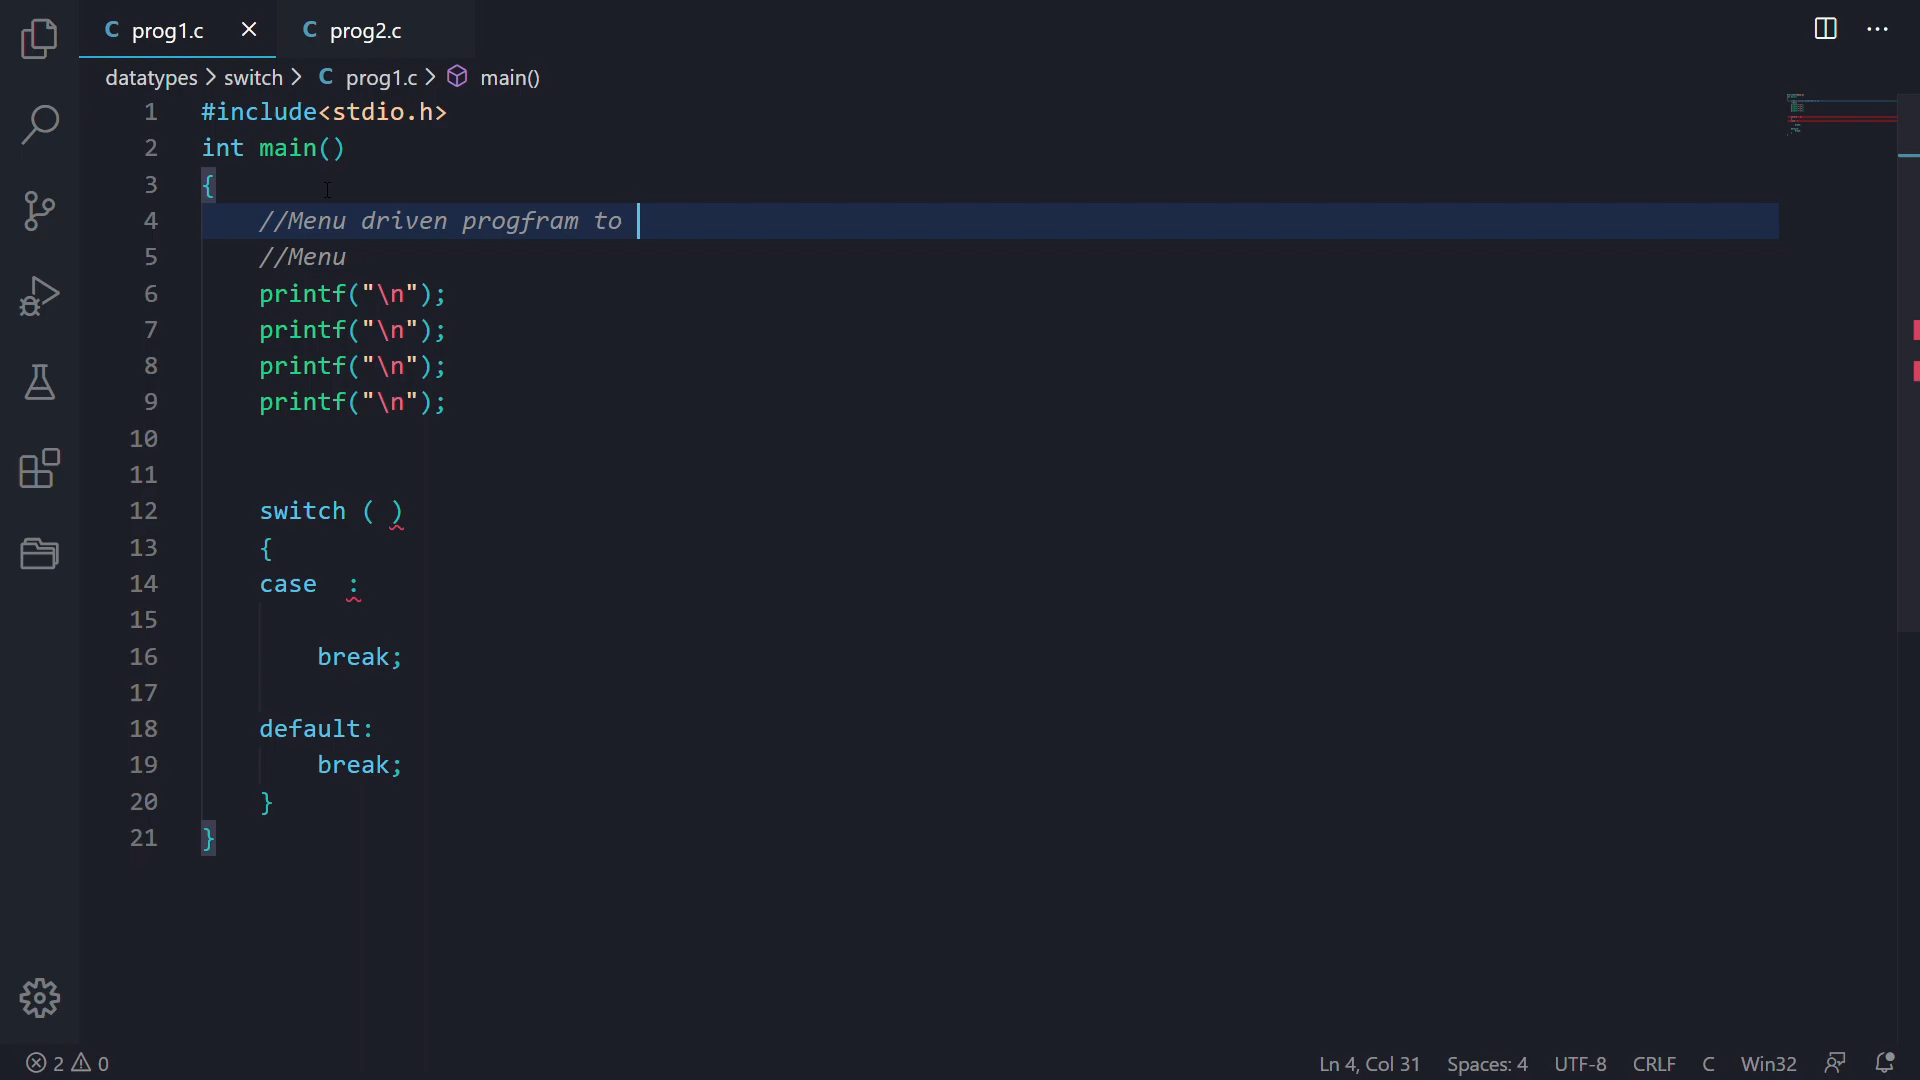 C prog1.c × C prog2.c
datatypes > switch > C prog1.c > main()
1 #include<stdio.h>
2 int main()
3 {
4 //Menu driven progfram to
5 //Menu
6 printf("\n");
7 printf("\n");
8 printf("\n");
9 printf("\n");
10
11
12 switch ( )
13 {
14 case  :
15
16 break;
17
18 default:
19 break;
20 }
21 }
2 0 Ln 4, Col 31 Spaces: 4 UTF-8 CRLF C Win32